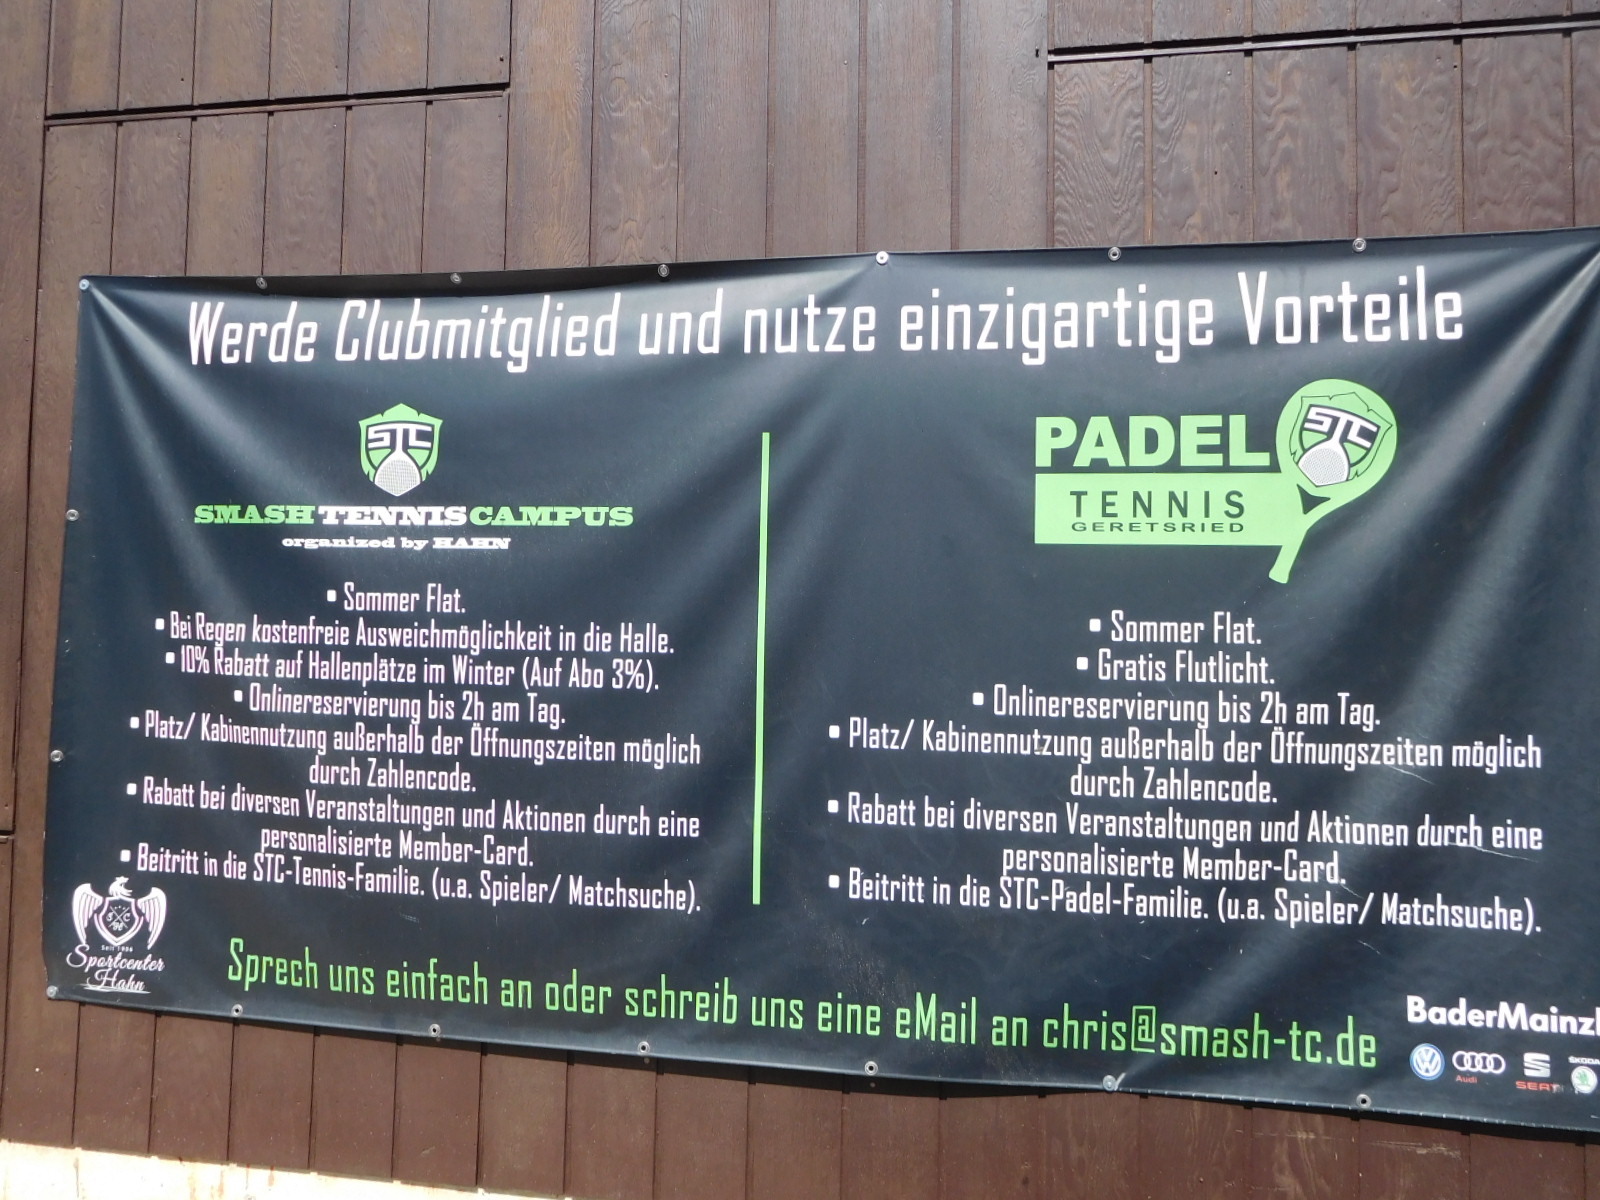 Werde Clubmitglied und nutze einzigartige Vorteile
STC
SMASH TENNIS CAMPUS
organized by HAHN
• Sommer Flat.
• Bei Regen kostenfreie Ausweichmöglichkeit in die Halle.
• 10% Rabatt auf Hallenplätze im Winter (Auf Abo 3%).
• Onlinereservierung bis 2h am Tag.
• Platz/ Kabinennutzung außerhalb der Öffnungszeiten möglich
durch Zahlencode.
• Rabatt bei diversen Veranstaltungen und Aktionen durch eine
personalisierte Member-Card.
• Beitritt in die STC-Tennis-Familie. (u.a. Spieler/ Matchsuche).
PADEL
STC
TENNIS
GERETSRIED
• Sommer Flat.
• Gratis Flutlicht.
• Onlinereservierung bis 2h am Tag.
• Platz/ Kabinennutzung außerhalb der Öffnungszeiten möglich
durch Zahlencode.
• Rabatt bei diversen Veranstaltungen und Aktionen durch eine
personalisierte Member-Card.
• Beitritt in die STC-Padel-Familie. (u.a. Spieler/ Matchsuche).
Sportcenter
Hahn
Sprech uns einfach an oder schreib uns eine eMail an chris@smash-tc.de
BaderMainz
Audi
SEAT
SKODA